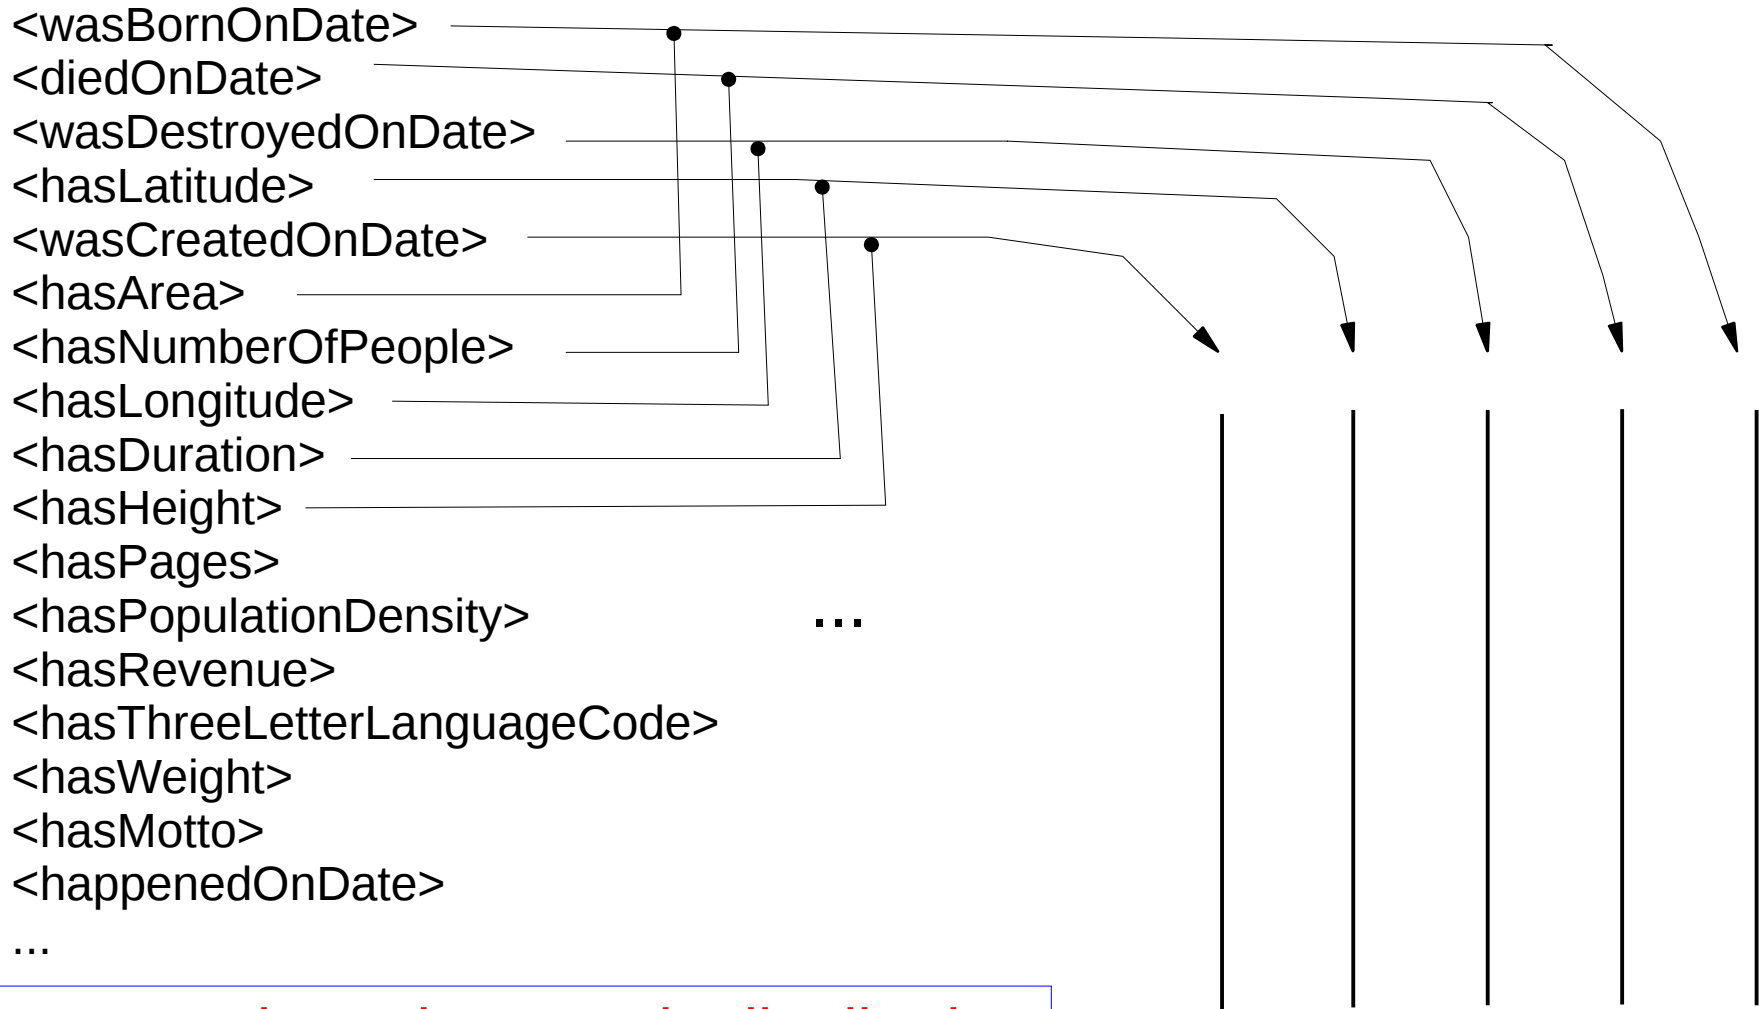 <wasBornOnDate>
<diedOnDate>
<wasDestroyedOnDate>
<hasLatitude>
<wasCreatedOnDate>
<hasArea>
<hasNumberOfPeople>
<hasLongitude>
<hasDuration>
<hasHeight>
<hasPages>
<hasPopulationDensity>
...
<hasRevenue>
<hasThreeLetterLanguageCode>
<hasWeight>
<hasMotto>
<happenedOnDate>
...